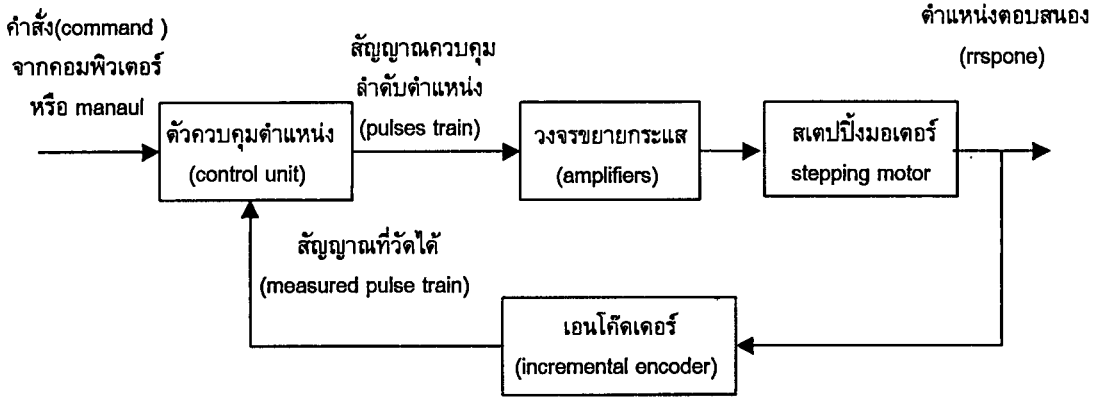 คำสั่ง(command )
จากคอมพิวเตอร์
หรือ manaul
สัญญาณควบคุม
ลำดับตำแหน่ง
(pulses train)
ตำแหน่งตอบสนอง
(rrspone)
ตัวควบคุมตำแหน่ง
(control unit)
วงจรขยายกระแส
(amplifiers)
สเตปปิ้งมอเตอร์
stepping motor
สัญญาณที่วัดได้
(measured pulse train)
เอนโค๊ดเดอร์
(incremental encoder)